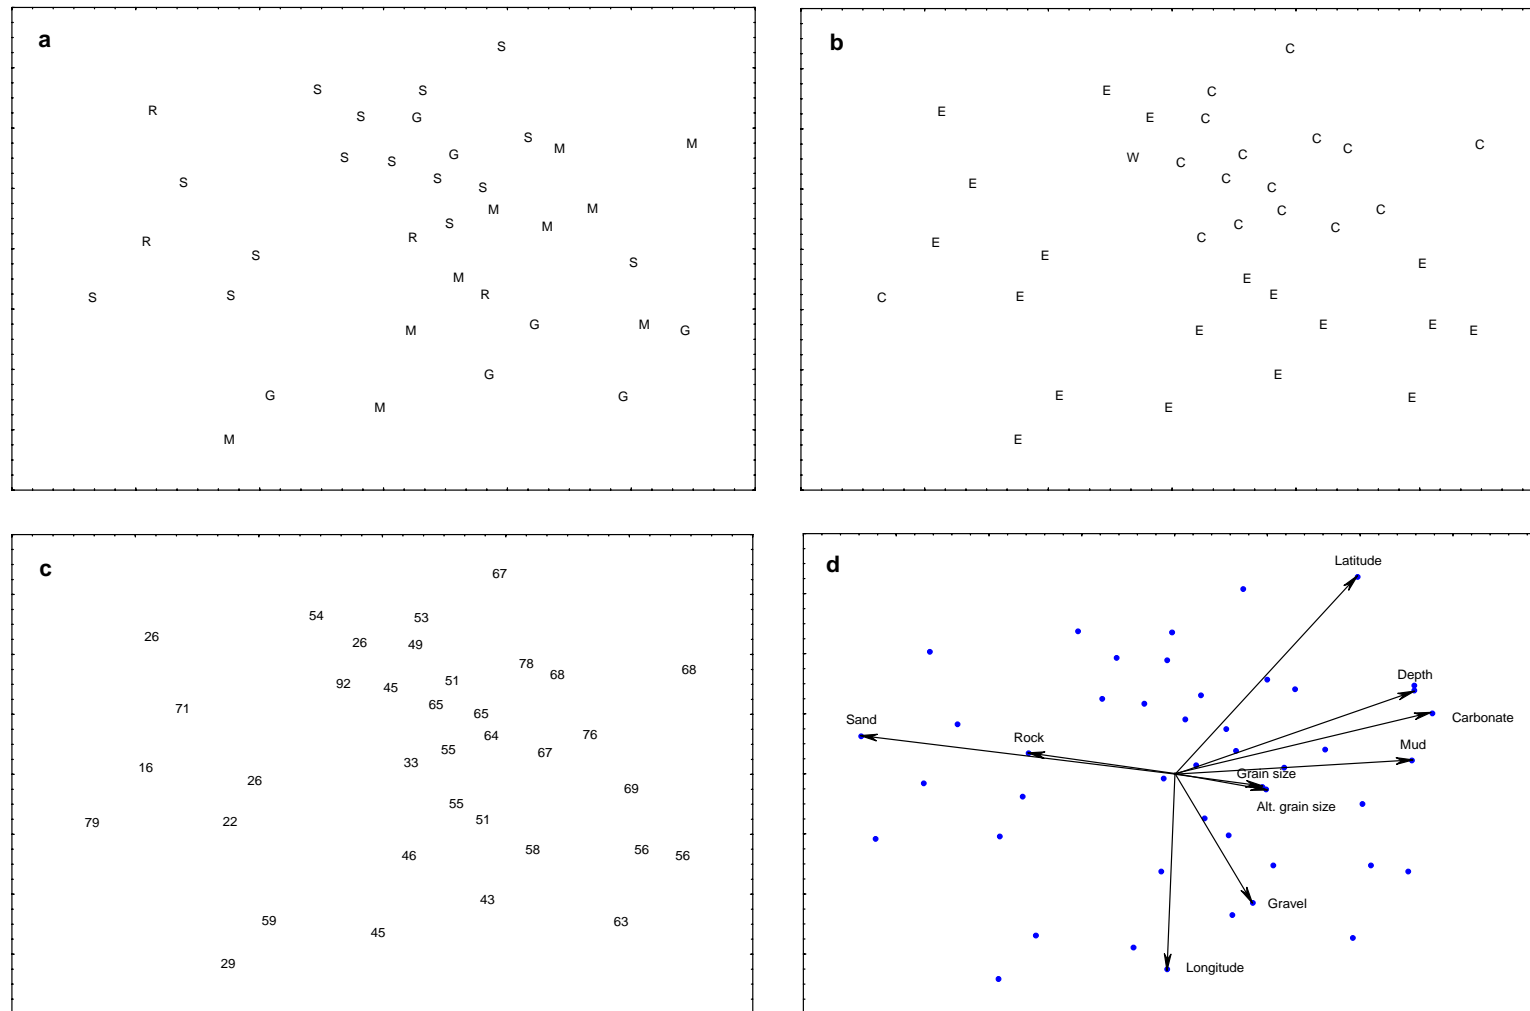 a
S
S
S
R
S
G
S
M
M
S
S
G
S
S
S
M
M
S
M
R
R
S
S
M
S
S
R
M
G
M
G
G
G
G
M
M
b
C
E
C
E
E
C
C
C
C
W
C
C
C
E
C
C
C
C
C
C
E
E
E
E
C
E
E
E
E
E
E
E
E
E
E
E
c
67
54
53
26
26
49
78
68
68
92
45
51
65
71
65
64
76
55
67
33
16
26
69
55
79
22
51
46
58
56
56
43
59
63
45
29
d
Latitude
Depth
Sand
Carbonate
Rock
Mud
Grain size
Alt. grain size
Gravel
Longitude